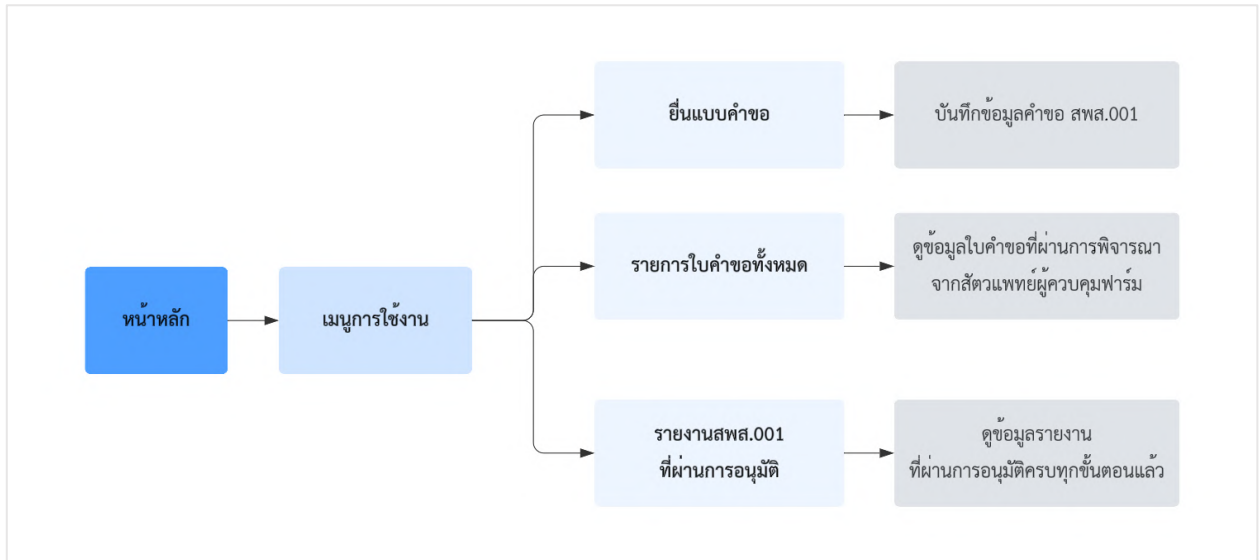 หน้าหลัก
เมนูการใช้งาน
ยื่นแบบคำขอ
บันทึกข้อมูลคำขอ สพส.001
รายการใบคำขอทั้งหมด
ดูข้อมูลใบคำขอที่ผ่านการพิจารณา
จากสัตวแพทย์ผู้ควบคุมฟาร์ม
รายงานสพส.001
ที่ผ่านการอนุมัติ
ดูข้อมูลรายงาน
ที่ผ่านการอนุมัติครบทุกขั้นตอนแล้ว